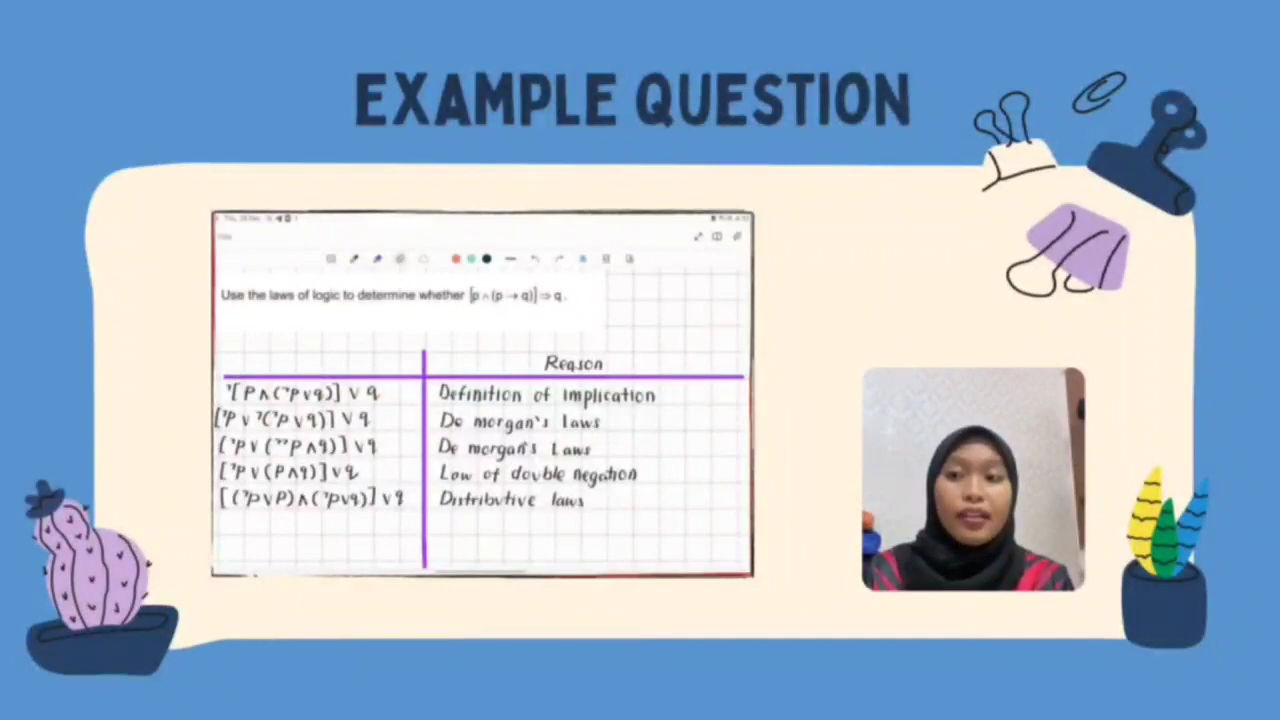 EXAMPLE QUESTION
Use the laws of logic to determine whether [p ∧ (p → q)] ⇒ q.
Reason
¬[P ∧ (¬P ∨ q)] ∨ q Definition of implication
[¬P ∨ ¬(¬P ∨ q)] ∨ q De morgan's Laws
(¬P ∨ (¬¬P ∧ q)) ∨ q De morgan's Laws
[¬P ∨ (P ∧ q)] ∨ q Law of double negation
[(¬P ∨ P) ∧ (¬P ∨ q)] ∨ q Distributive laws